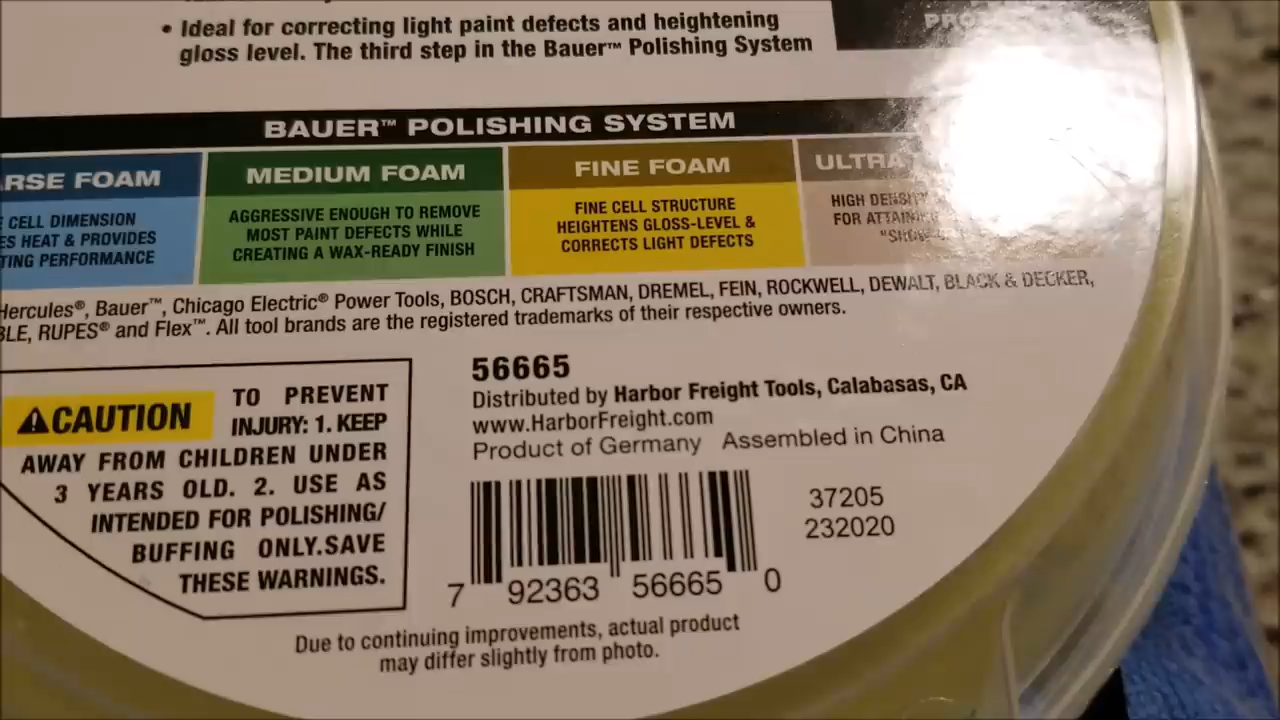 • Ideal for correcting light paint defects and heightening
gloss level. The third step in the Bauer™ Polishing System
BAUER™ POLISHING SYSTEM
FOAM
CELL DIMENSION
HEAT & PROVIDES
PERFORMANCE
MEDIUM FOAM
AGGRESSIVE ENOUGH TO REMOVE
MOST PAINT DEFECTS WHILE
CREATING A WAX-READY FINISH
FINE FOAM
FINE CELL STRUCTURE
HEIGHTENS GLOSS-LEVEL &
CORRECTS LIGHT DEFECTS
ULTRA
HIGH DENSITY
FOR
Hercules®, Bauer™, Chicago Electric® Power Tools, BOSCH, CRAFTSMAN, DREMEL, FEIN, ROCKWELL, DEWALT, BLACK & DECKER,
RUPES® and Flex™. All tool brands are the registered trademarks of their respective owners.
⚠CAUTION
TO PREVENT
INJURY: 1. KEEP
AWAY FROM CHILDREN UNDER
3 YEARS OLD. 2. USE AS
INTENDED FOR POLISHING/
BUFFING ONLY.SAVE
THESE WARNINGS.
56665
Distributed by Harbor Freight Tools, Calabasas, CA
www.HarborFreight.com
Product of Germany Assembled in China
37205
232020
7 92363 56665 0
Due to continuing improvements, actual product
may differ slightly from photo.